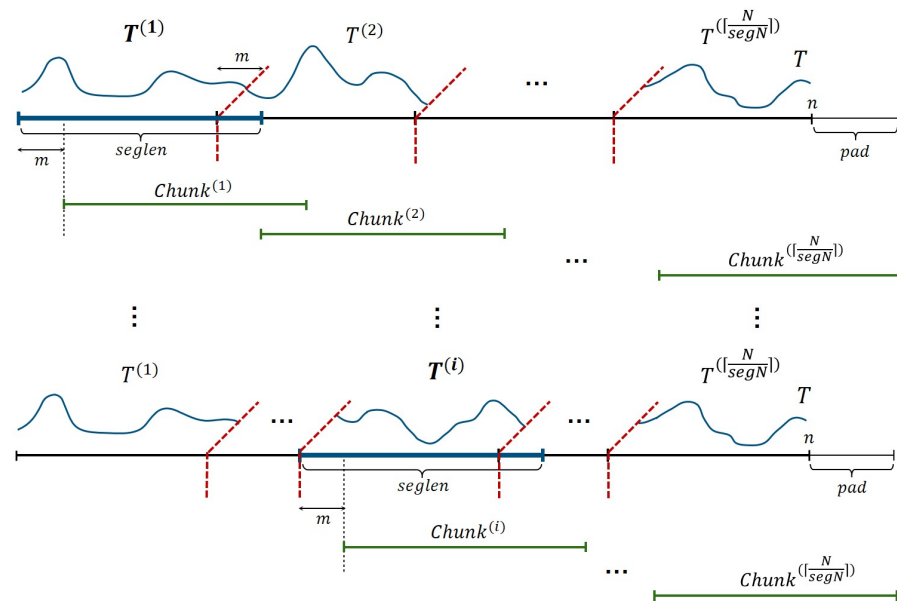 T^(1)
T^(2)
T^(⌈N/segN⌉)
T
m
...
n
seglen
pad
m
Chunk^(1)
Chunk^(2)
...
Chunk^(⌈N/segN⌉)
⋮ ⋮ ⋮
T^(1)
T^(i)
T^(⌈N/segN⌉)
T
... ...
n
seglen
pad
m
Chunk^(i)
...
Chunk^(⌈N/segN⌉)